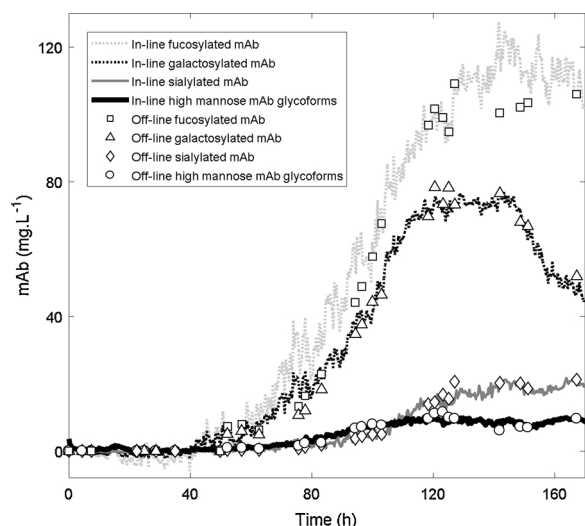 120
80
40
0
mAb (mg.L⁻¹)
In-line fucosylated mAb
In-line galactosylated mAb
In-line sialylated mAb
In-line high mannose mAb glycoforms
Off-line fucosylated mAb
Off-line galactosylated mAb
Off-line sialylated mAb
Off-line high mannose mAb glycoforms
0 40 80 120 160
Time (h)